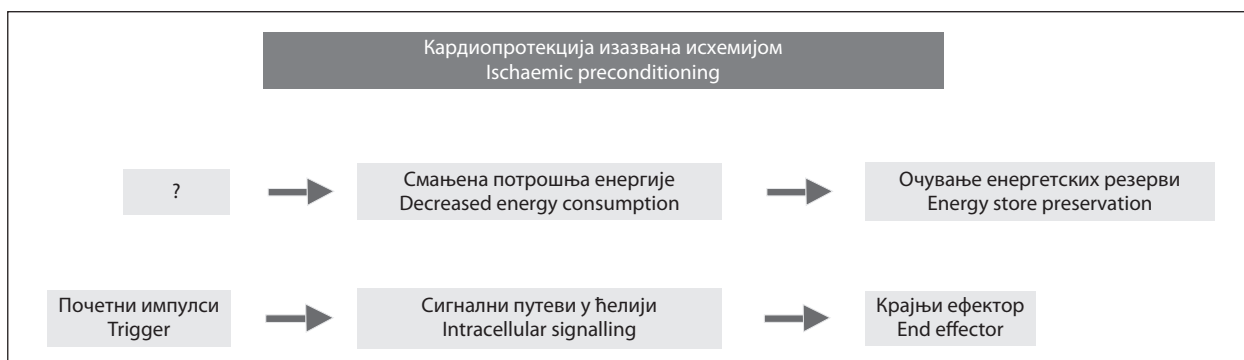 Кардиопротекција изазвана исхемијом
Ischaemic preconditioning
?
Смањена потрошња енергије
Decreased energy consumption
Очување енергетских резерви
Energy store preservation
Почетни импулси
Trigger
Сигнални путеви у ћелији
Intracellular signalling
Крајњи ефектор
End effector